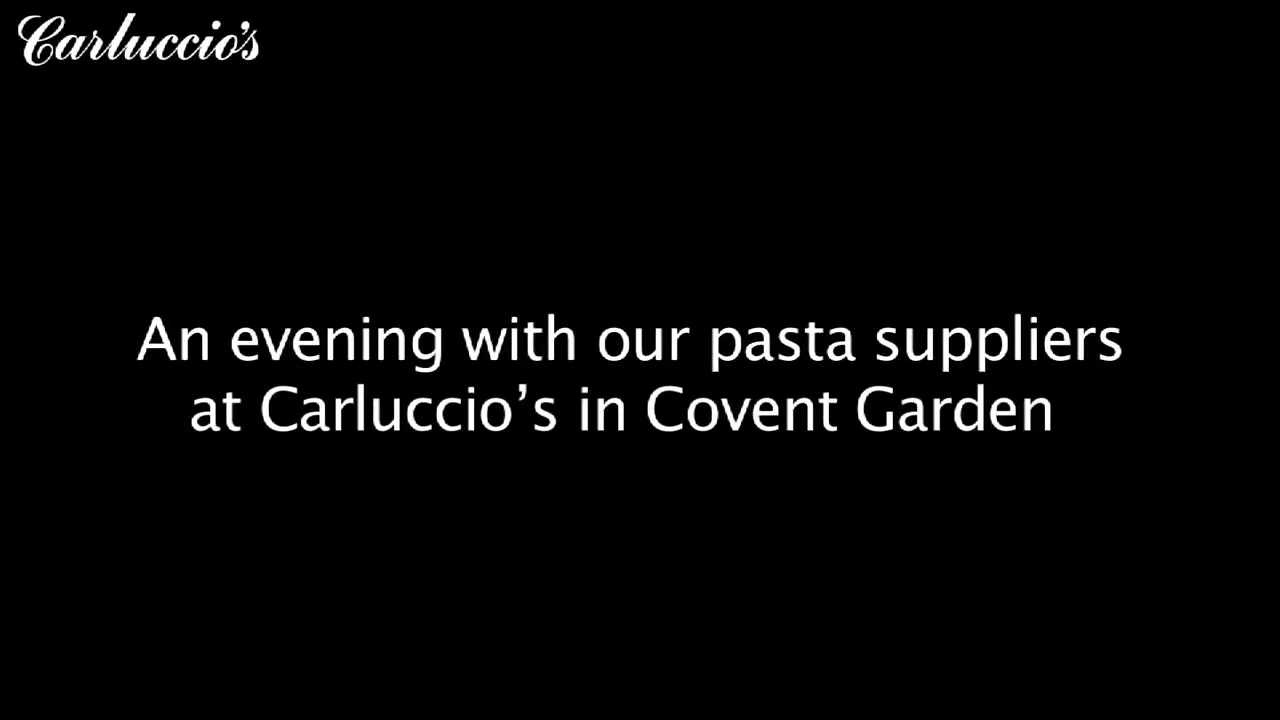 Carluccio's
An evening with our pasta suppliers
at Carluccio’s in Covent Garden